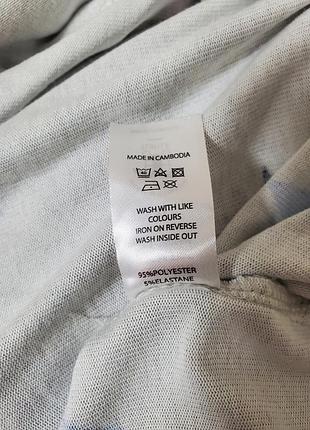 MADE IN CAMBODIA
WASH WITH LIKE
COLOURS
IRON ON REVERSE
WASH INSIDE OUT
95%POLYESTER
5%ELASTANE